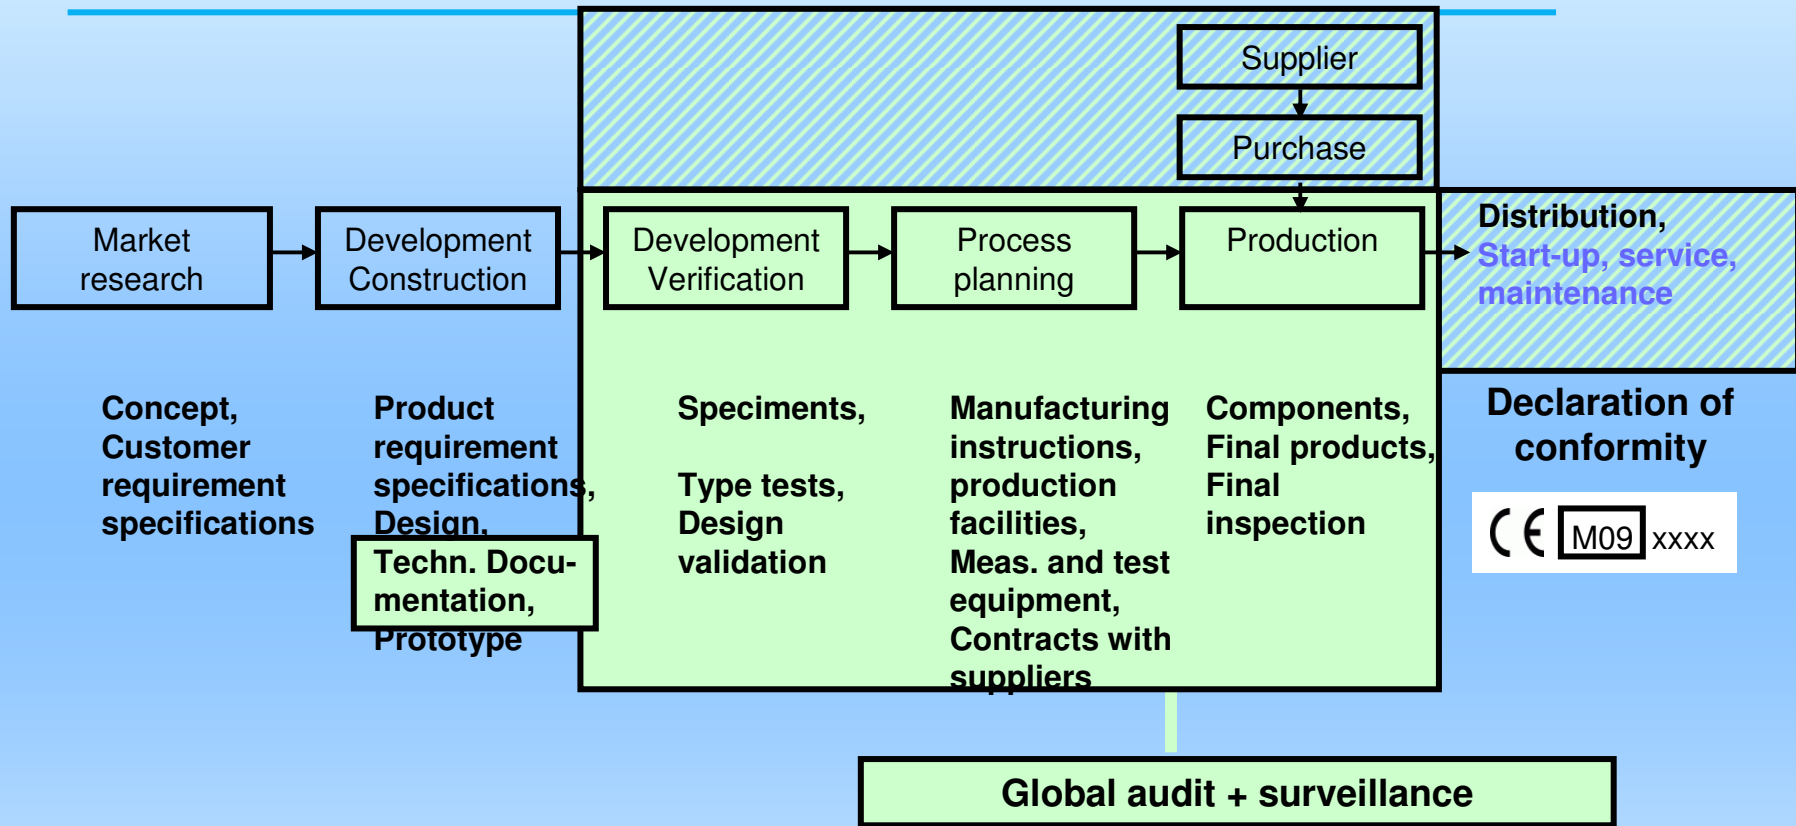 Supplier
Purchase
Market
research
Development
Construction
Development
Verification
Process
planning
Production
Distribution,
Start-up, service,
maintenance
Concept,
Customer
requirement
specifications
Product
requirement
specifications,
Design,
Techn. Docu-
mentation,
Prototype
Speciments,
Type tests,
Design
validation
Manufacturing
instructions,
production
facilities,
Meas. and test
equipment,
Contracts with
suppliers
Components,
Final products,
Final
inspection
Declaration of
conformity
CE M09 xxxx
Global audit + surveillance